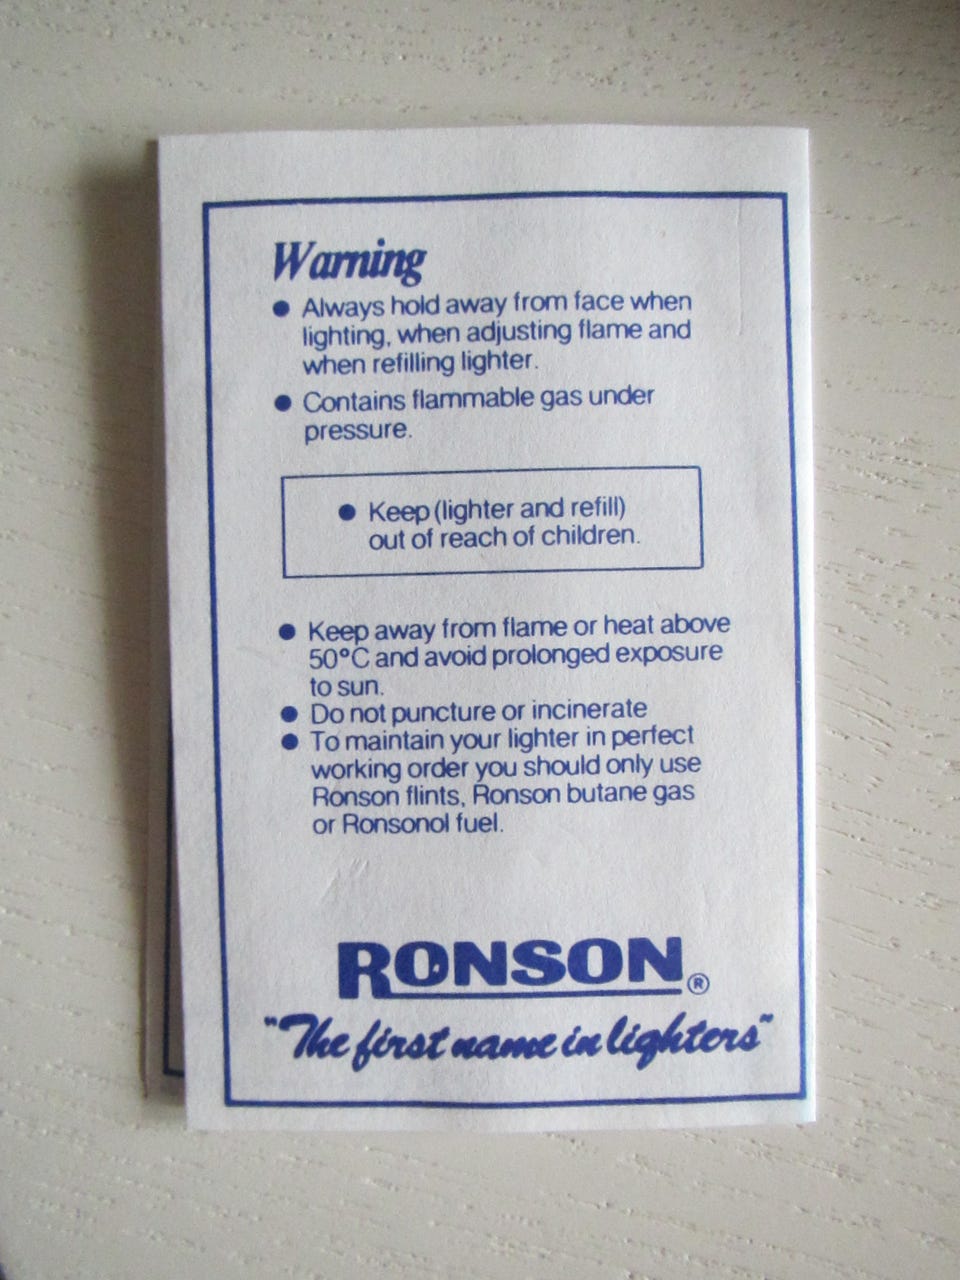 Warning
● Always hold away from face when
lighting, when adjusting flame and
when refilling lighter.
● Contains flammable gas under
pressure.
● Keep (lighter and refill)
out of reach of children.
● Keep away from flame or heat above
50°C and avoid prolonged exposure
to sun.
● Do not puncture or incinerate
● To maintain your lighter in perfect
working order you should only use
Ronson flints, Ronson butane gas
or Ronsonol fuel.
RONSON®
"The first name in lighters"